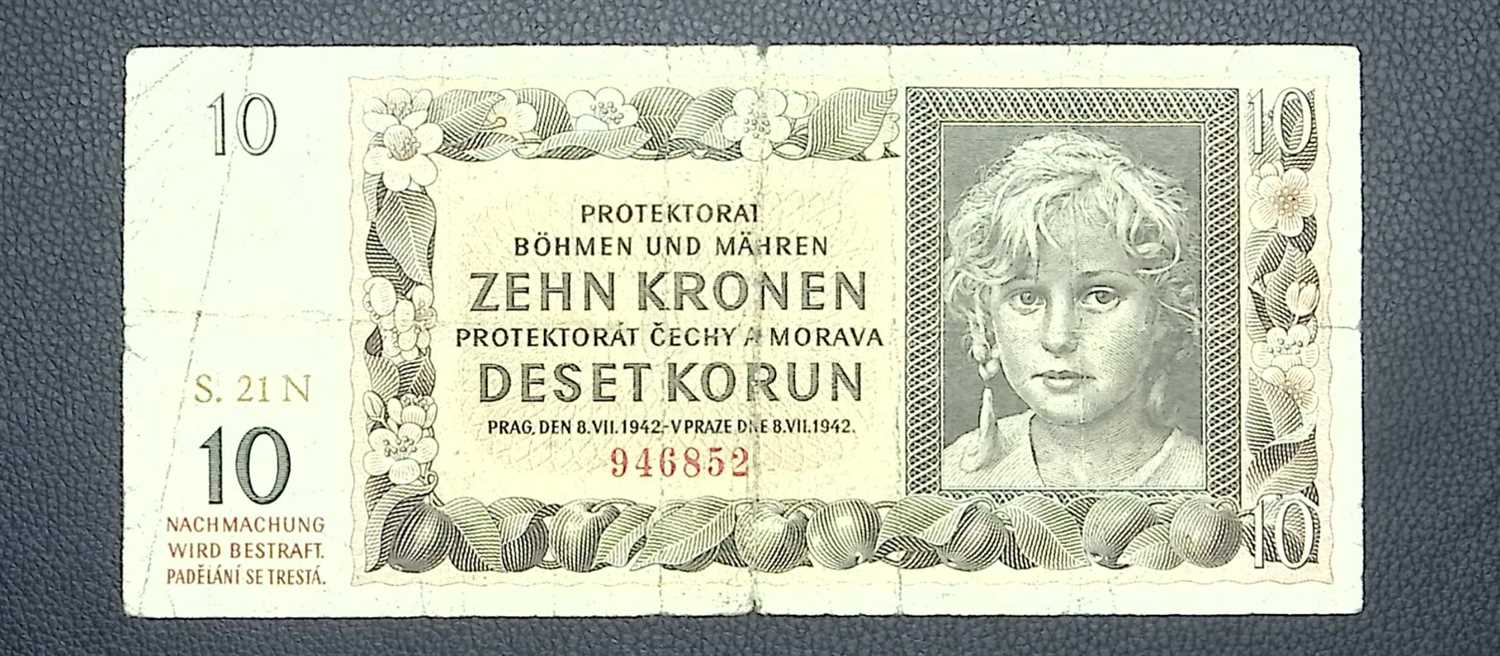 10
S. 21 N
10
NACHMACHUNG
WIRD BESTRAFT.
PADĚLÁNÍ SE TRESTÁ.
PROTEKTORAT
BÖHMEN UND MÄHREN
ZEHN KRONEN
PROTEKTORÁT ČECHY A MORAVA
DESET KORUN
PRAG, DEN 8.VII.1942.-V PRAZE DNE 8.VII.1942.
946852
10
10